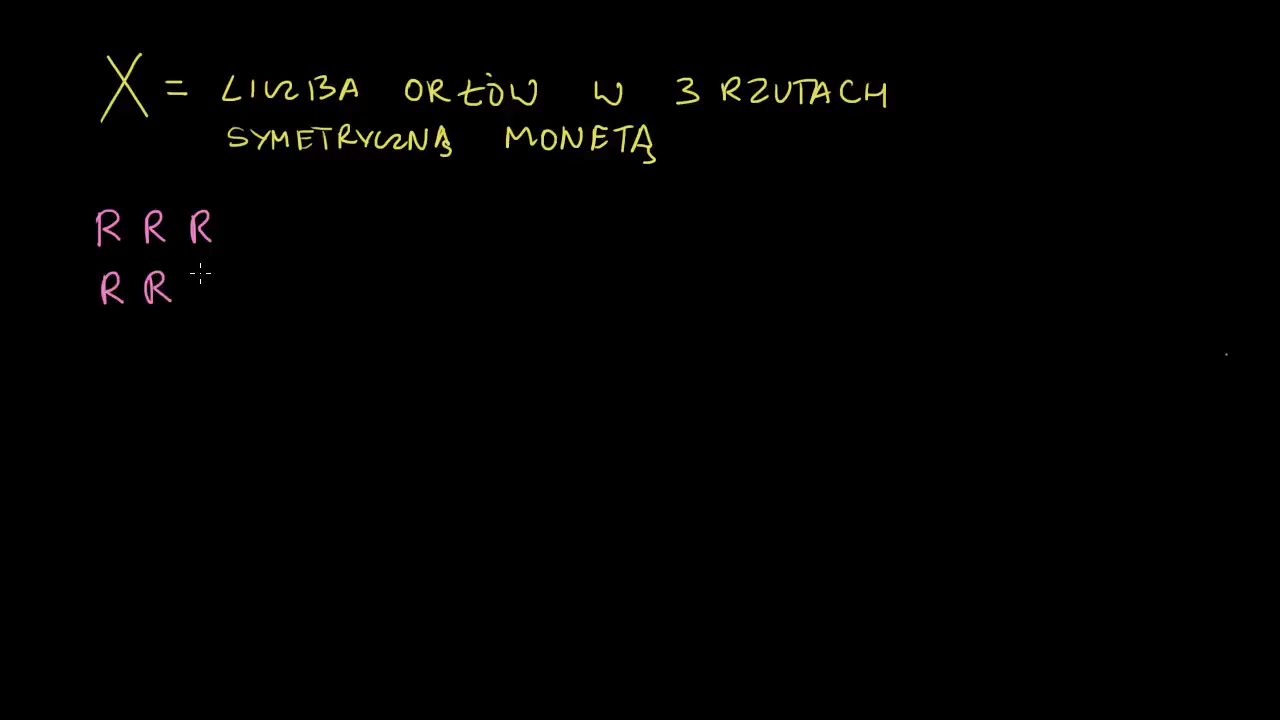 X = LICZBA ORŁÓW W 3 RZUTACH
SYMETRYCZNĄ MONETĄ
R R R
R R